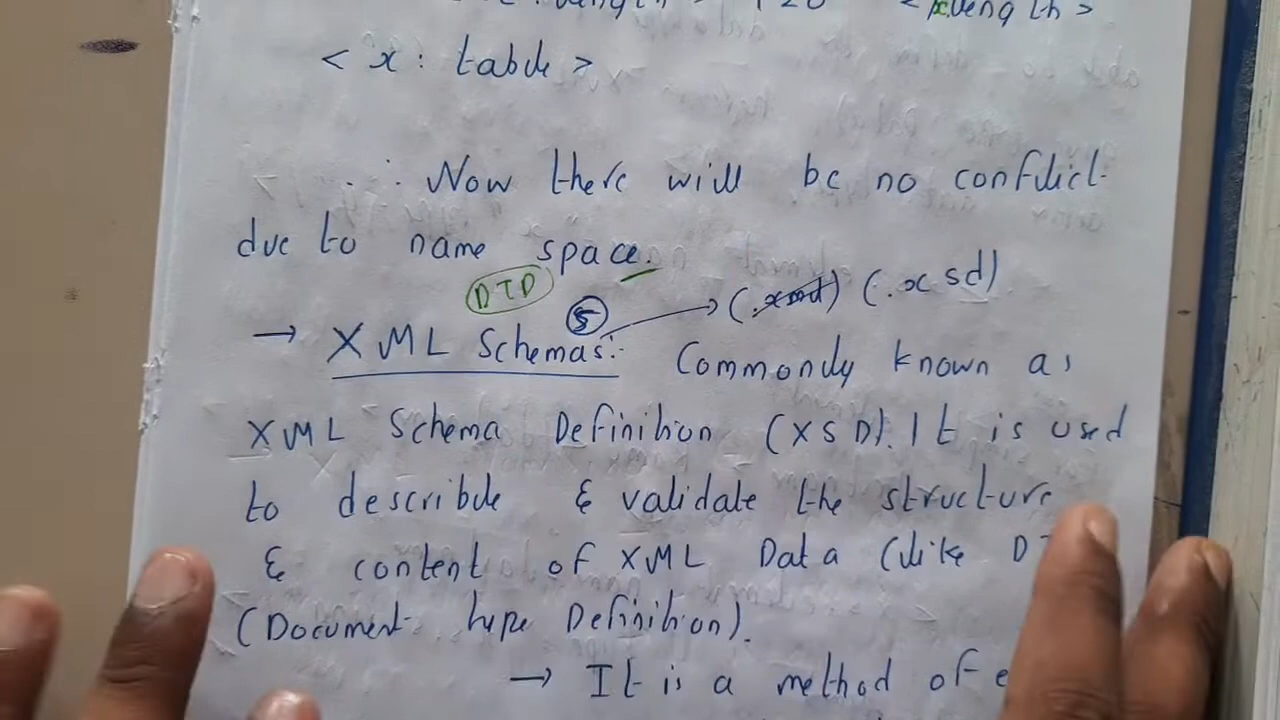 < x : table >
∴ Now there will be no conflict
due to name space.
DTD
5
(.xmd) (.xsd)
→ XML Schemas:- Commonly known as
XML Schema Definition (XSD). It is used
to describe & validate the structure
& content of XML Data (like
(Document type Definition).
→ It is a method of